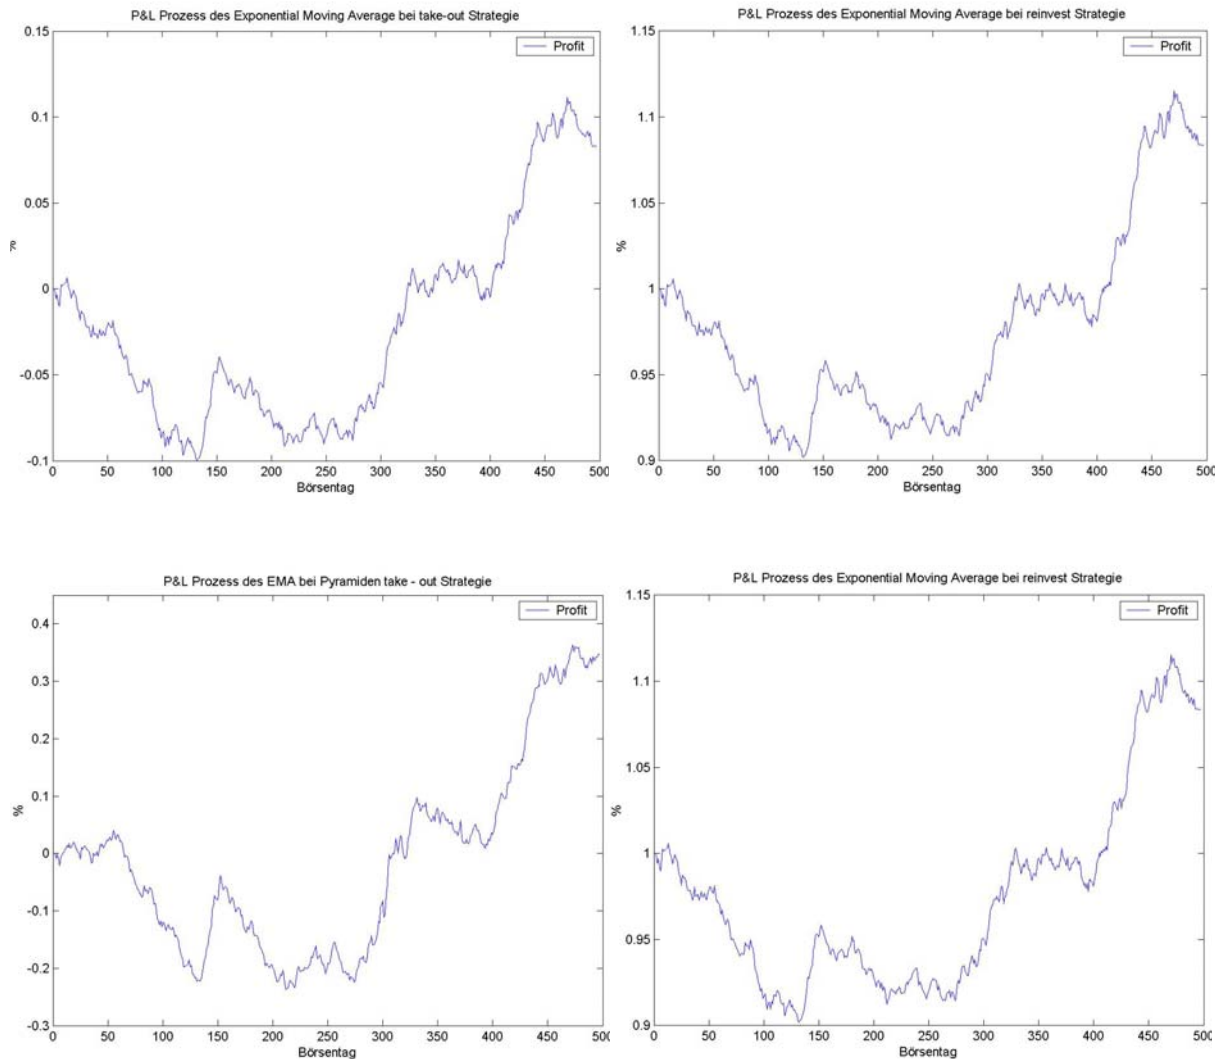 P&L Prozess des Exponential Moving Average bei take-out Strategie
0.15
Profit
0.1
0.05
%
0
-0.05
-0.1
0 50 100 150 200 250 300 350 400 450 500
Börsentag
P&L Prozess des Exponential Moving Average bei reinvest Strategie
1.15
Profit
1.1
1.05
%
1
0.95
0.9
0 50 100 150 200 250 300 350 400 450 500
Börsentag
P&L Prozess des EMA bei Pyramiden take - out Strategie
Profit
0.4
0.3
0.2
%
0.1
0
-0.1
-0.2
-0.3
0 50 100 150 200 250 300 350 400 450 500
Börsentag
P&L Prozess des Exponential Moving Average bei reinvest Strategie
1.15
Profit
1.1
1.05
%
1
0.95
0.9
0 50 100 150 200 250 300 350 400 450 500
Börsentag